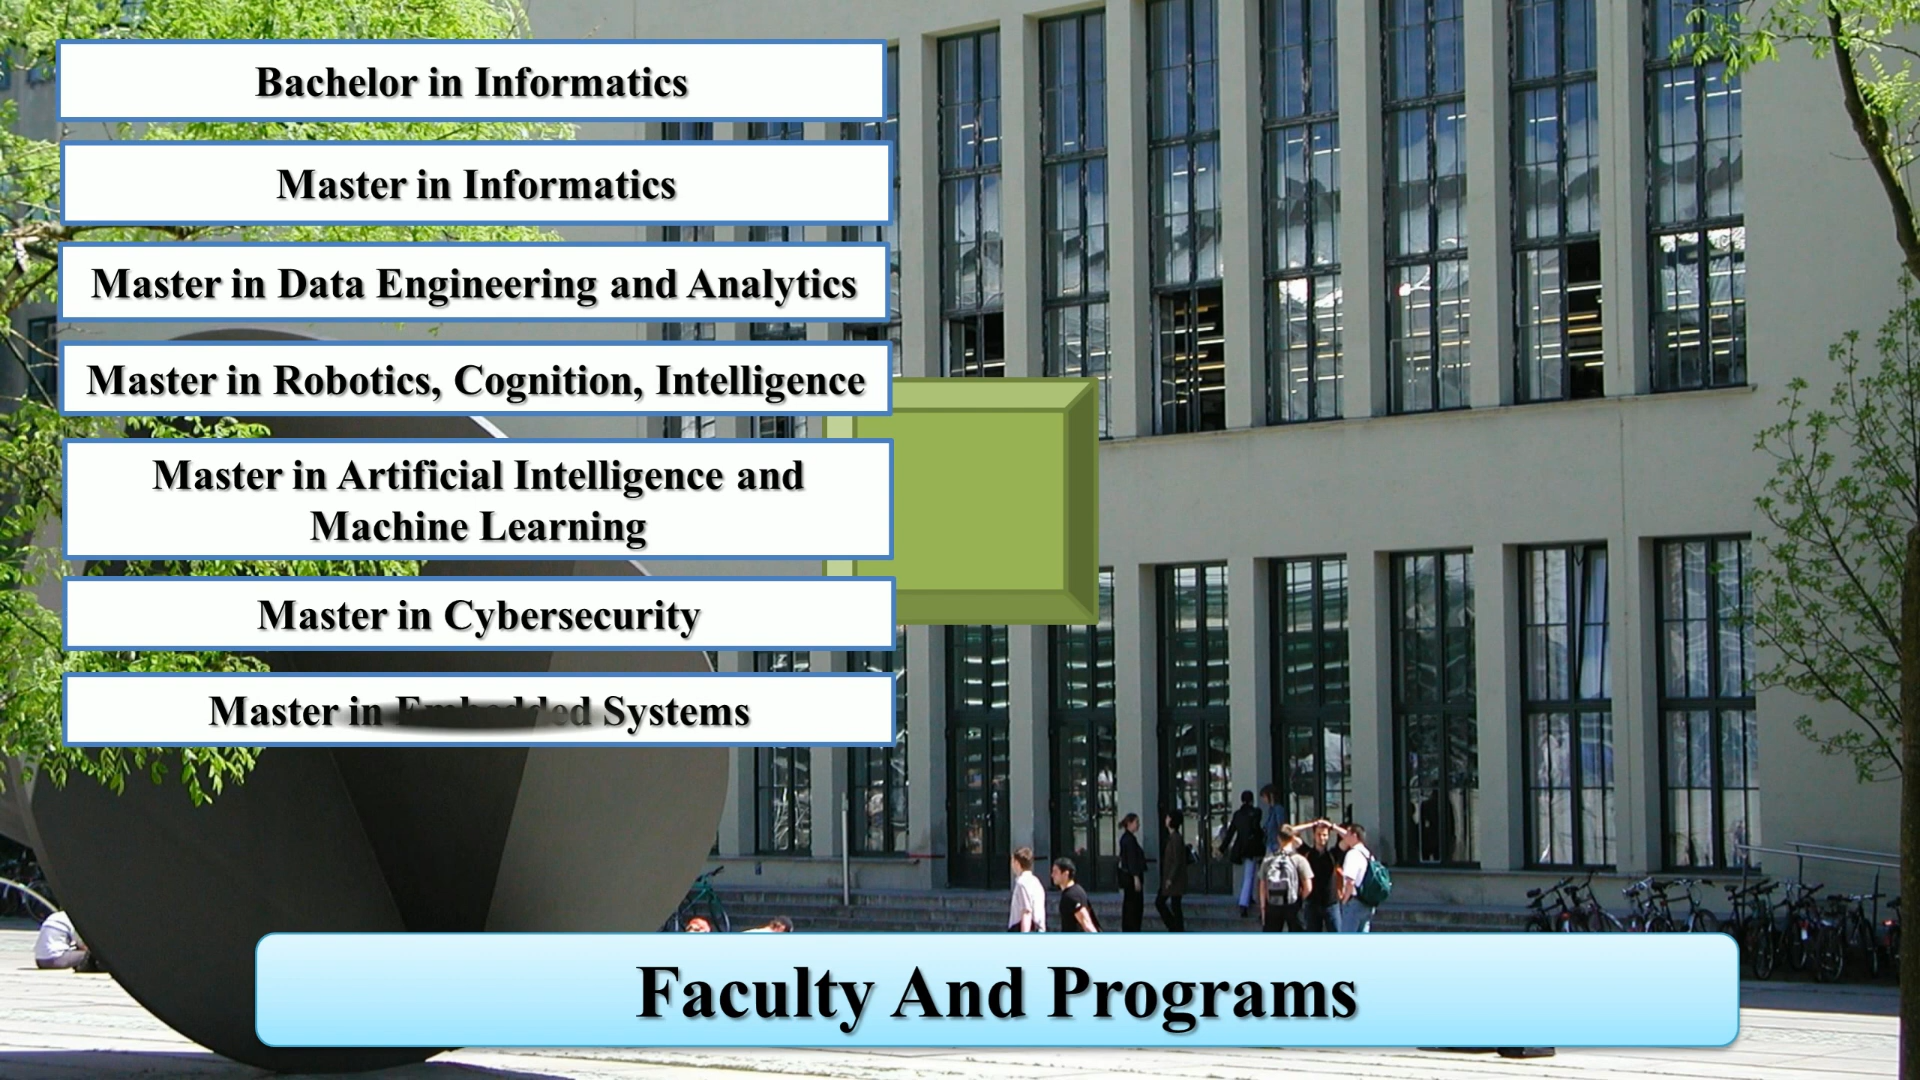 Bachelor in Informatics
Master in Informatics
Master in Data Engineering and Analytics
Master in Robotics, Cognition, Intelligence
Master in Artificial Intelligence and
Machine Learning
Master in Cybersecurity
Master in Embedded Systems
Faculty And Programs